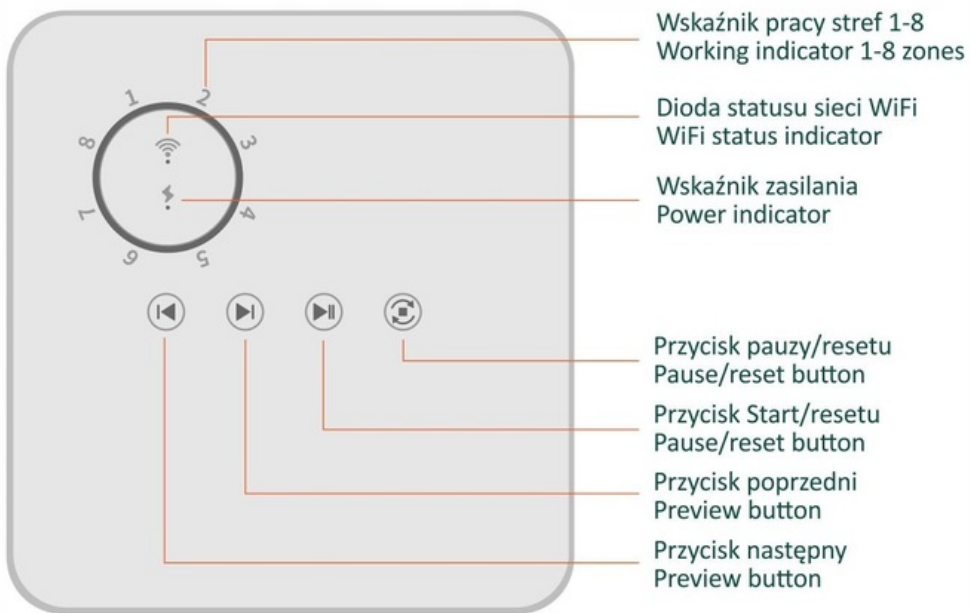 Wskaźnik pracy stref 1-8
Working indicator 1-8 zones
Dioda statusu sieci WiFi
WiFi status indicator
Wskaźnik zasilania
Power indicator
1
2
3
4
5
6
7
8
Przycisk pauzy/resetu
Pause/reset button
Przycisk Start/resetu
Pause/reset button
Przycisk poprzedni
Preview button
Przycisk następny
Preview button